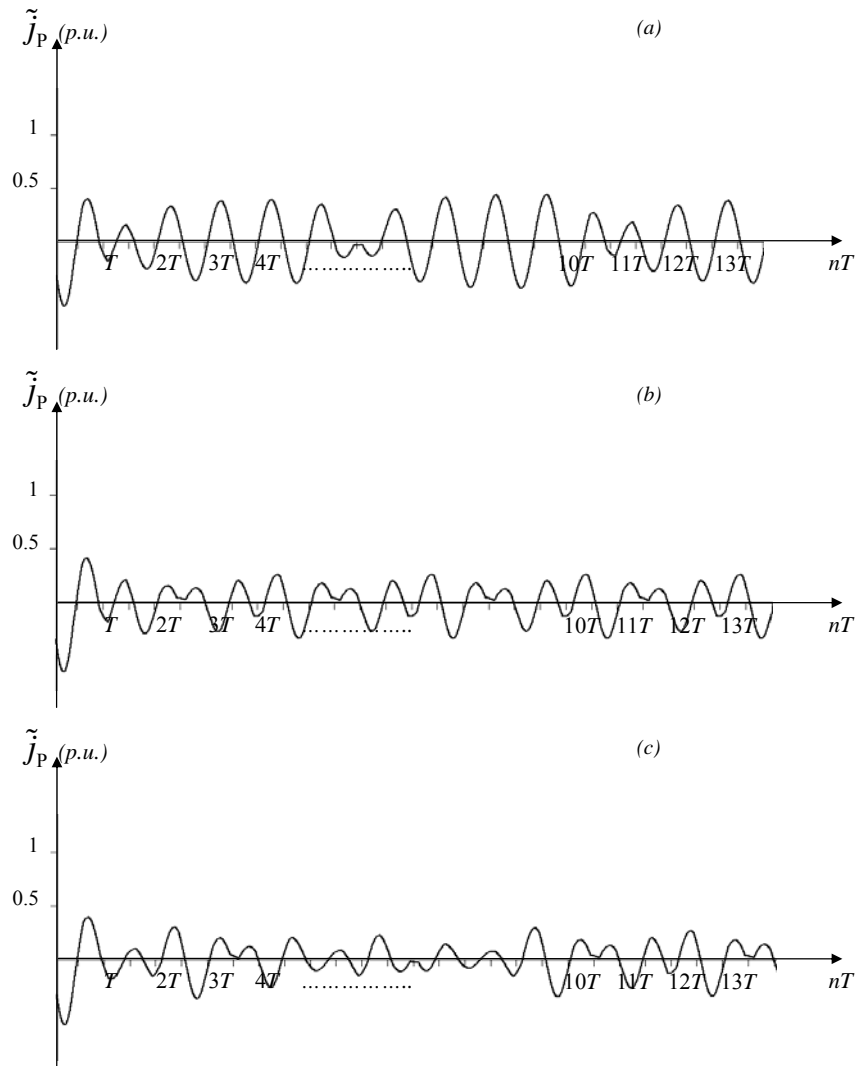 j̃P (p.u.) (a)
1
0.5
T 2T 3T 4T ……………….. 10T 11T 12T 13T nT
j̃P (p.u.) (b)
1
0.5
T 2T 3T 4T ……………….. 10T 11T 12T 13T nT
j̃P (p.u.) (c)
1
0.5
T 2T 3T 4T ……………….. 10T 11T 12T 13T nT